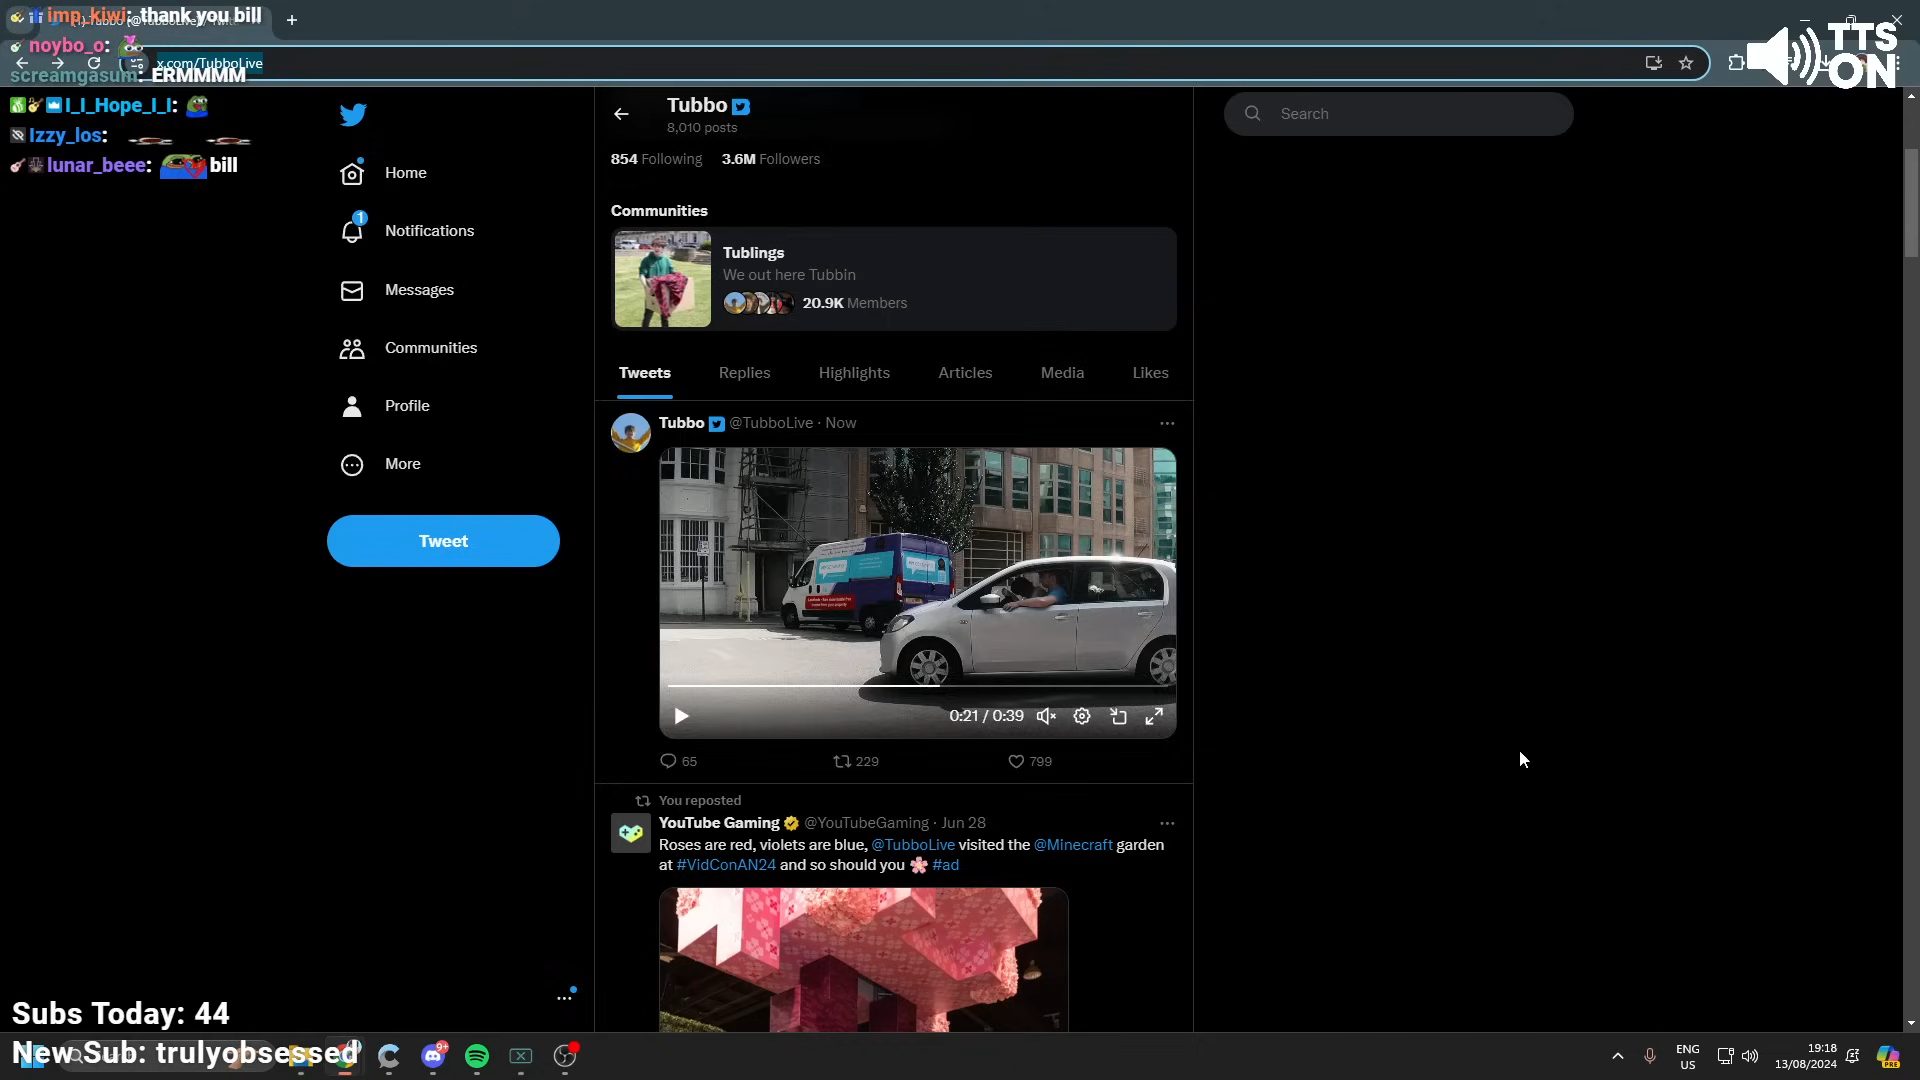 imp_kiwi: thank you bill
noybo_o:
screamgasum: ERMMMM
I_I_Hope_I_I:
Izzy_los:
lunar_beee: bill
x.com/TubboLive
TTS
ON
Home
1
Notifications
Messages
Communities
Profile
More
Tweet
Tubbo
8,010 posts
854 Following 3.6M Followers
Communities
Tublings
We out here Tubbin
20.9K Members
Tweets Replies Highlights Articles Media Likes
Tubbo @TubboLive · Now
0:21 / 0:39
65 229 799
You reposted
YouTube Gaming @YouTubeGaming · Jun 28
Roses are red, violets are blue, @TubboLive visited the @Minecraft garden
at #VidConAN24 and so should you 🌸 #ad
Search
Subs Today: 44
New Sub: trulyobsessed
9+
ENG
US
19:18
13/08/2024
PRE